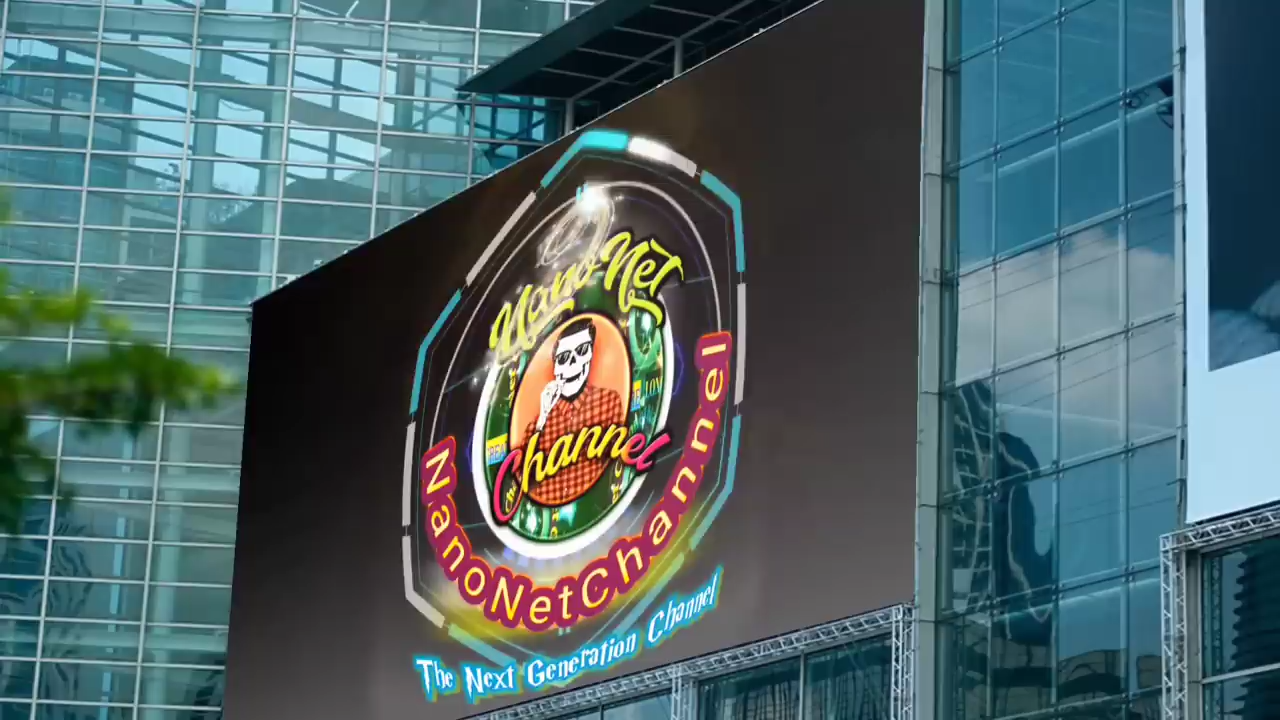 Nano-Net
Channel
NanoNetChannel
The Next Generation Channel